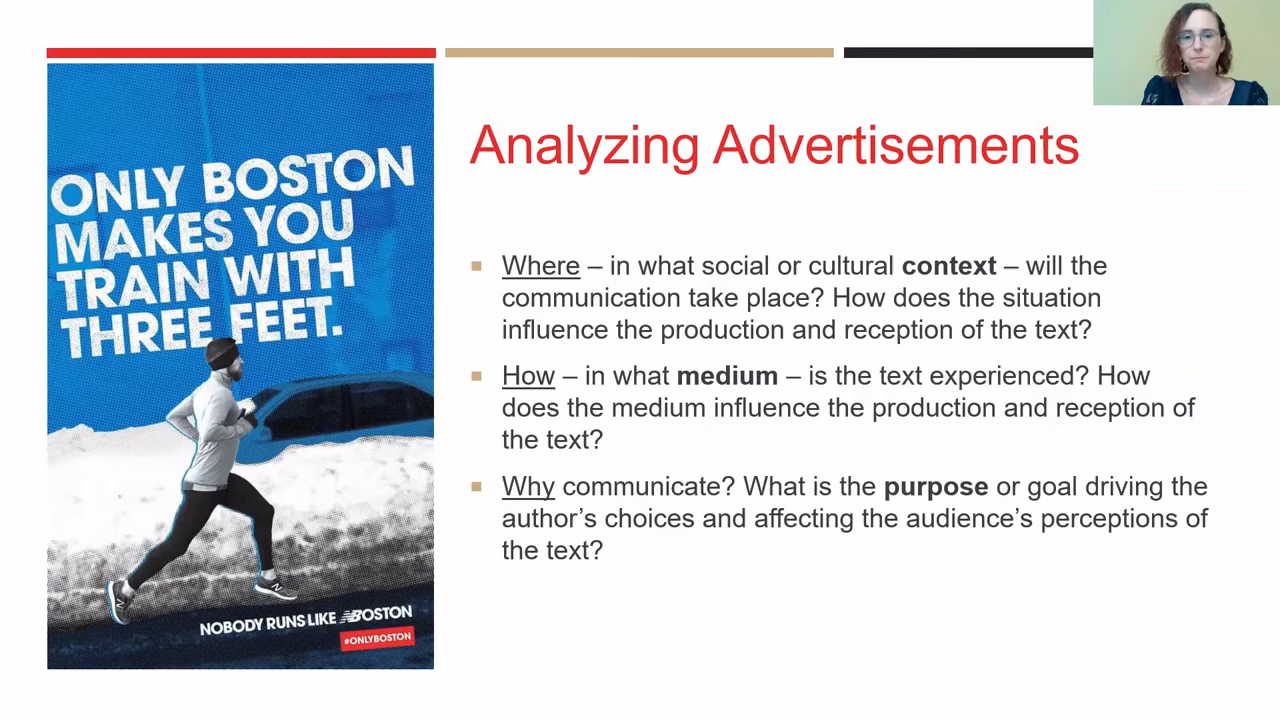 ONLY BOSTON
MAKES YOU
TRAIN WITH
THREE FEET.
NOBODY RUNS LIKE BOSTON
#ONLYBOSTON
Analyzing Advertisements
Where – in what social or cultural context – will the
communication take place? How does the situation
influence the production and reception of the text?
How – in what medium – is the text experienced? How
does the medium influence the production and reception of
the text?
Why communicate? What is the purpose or goal driving the
author’s choices and affecting the audience’s perceptions of
the text?